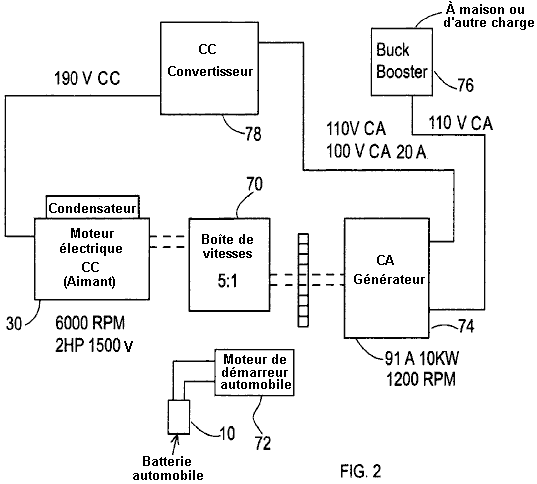 À maison ou
d'autre charge
CC
Convertisseur
Buck
Booster
190 V CC
78
76
110V CA
110 V CA
100 V CA 20 A
70
Condensateur
Moteur
électrique
CC
(Aimant)
Boîte de
vitesses
5:1
CA
Générateur
30
6000 RPM
2HP 1500 v
74
91 A 10KW
1200 RPM
Moteur de
démarreur
automobile
10
72
Batterie
automobile
FIG. 2